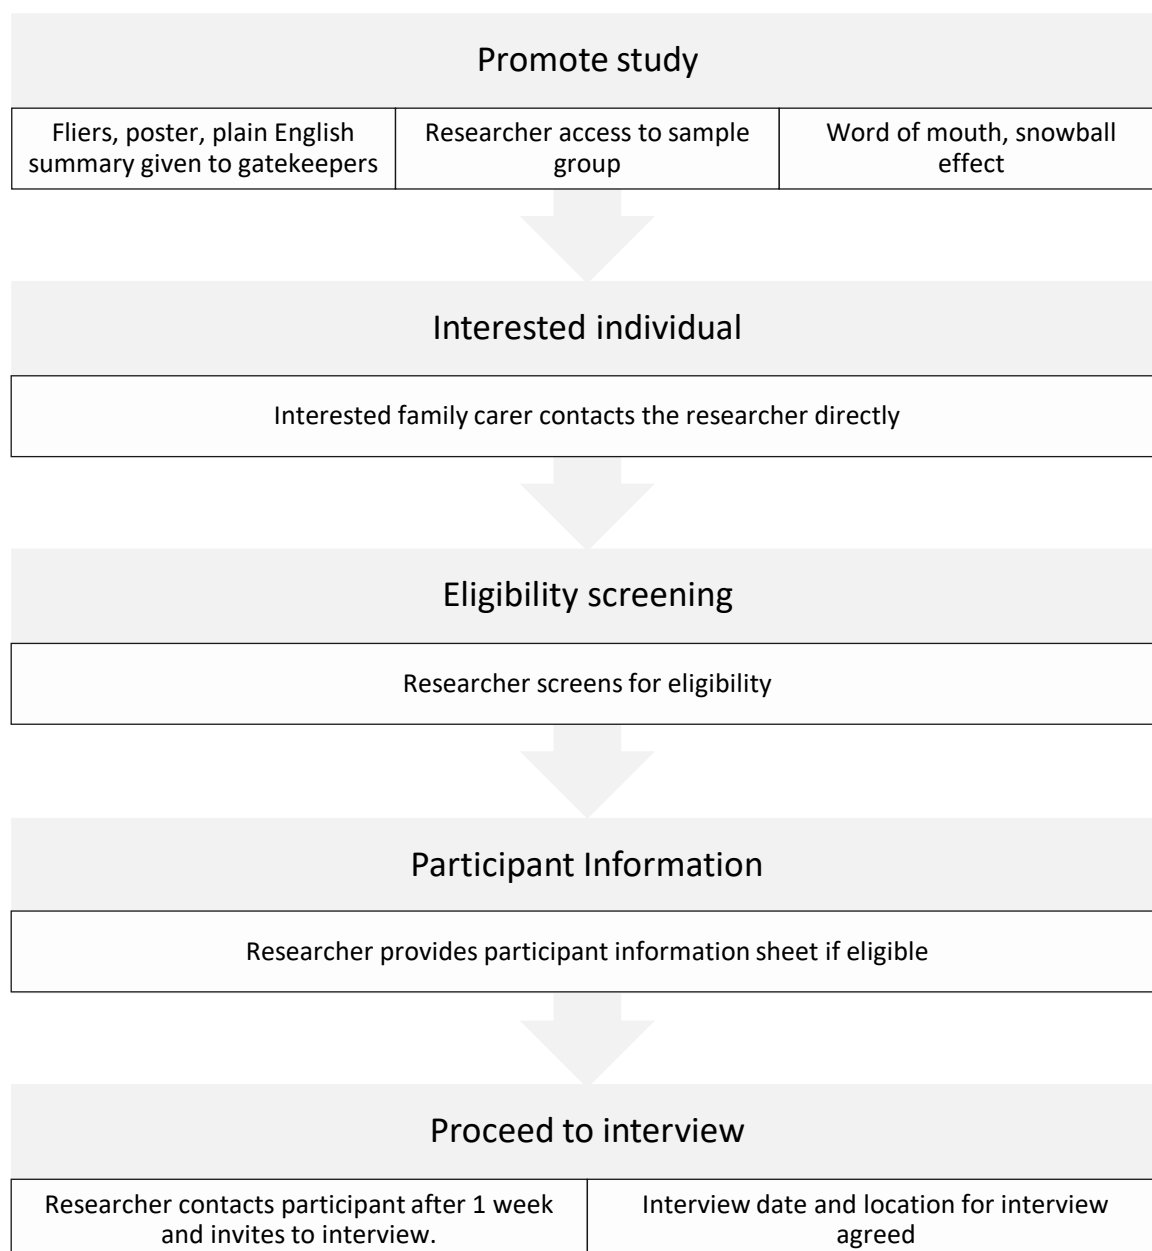 Promote study
Fliers, poster, plain English
summary given to gatekeepers
Researcher access to sample
group
Word of mouth, snowball
effect
Interested individual
Interested family carer contacts the researcher directly
Eligibility screening
Researcher screens for eligibility
Participant Information
Researcher provides participant information sheet if eligible
Proceed to interview
Researcher contacts participant after 1 week
and invites to interview.
Interview date and location for interview
agreed